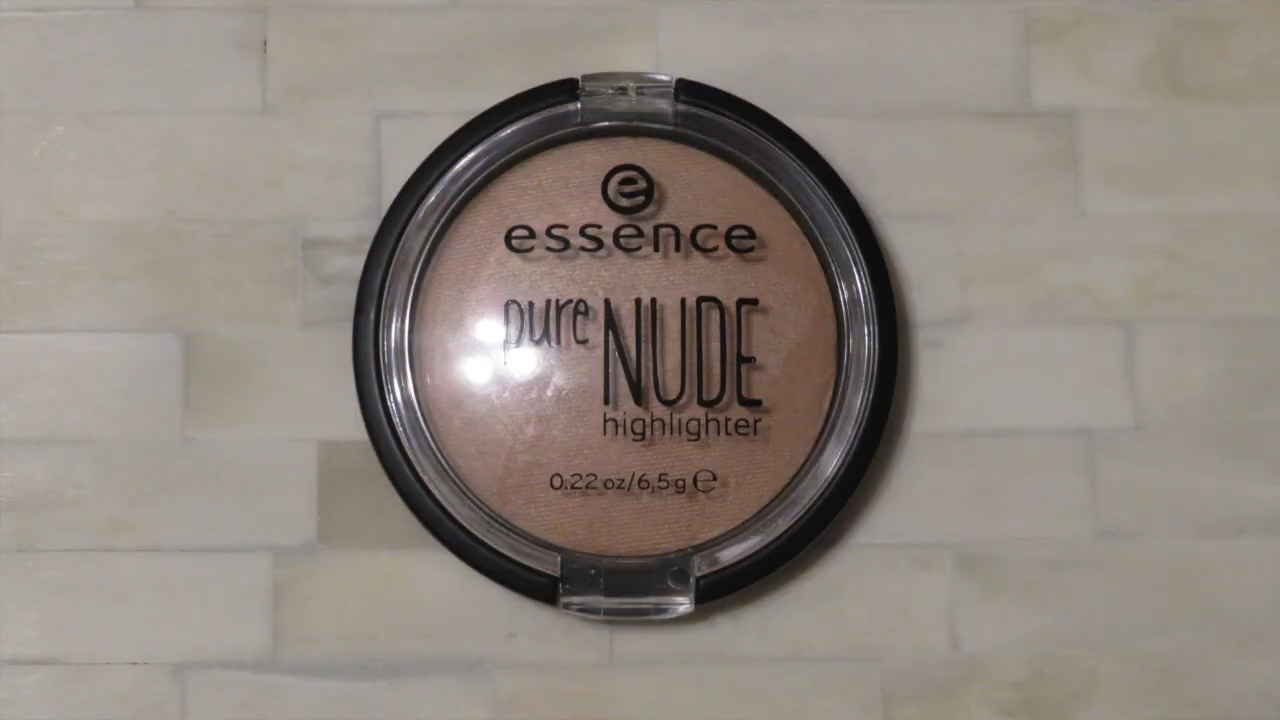 e
essence
pure NUDE
highlighter
0.22 oz/6,5 g ℮